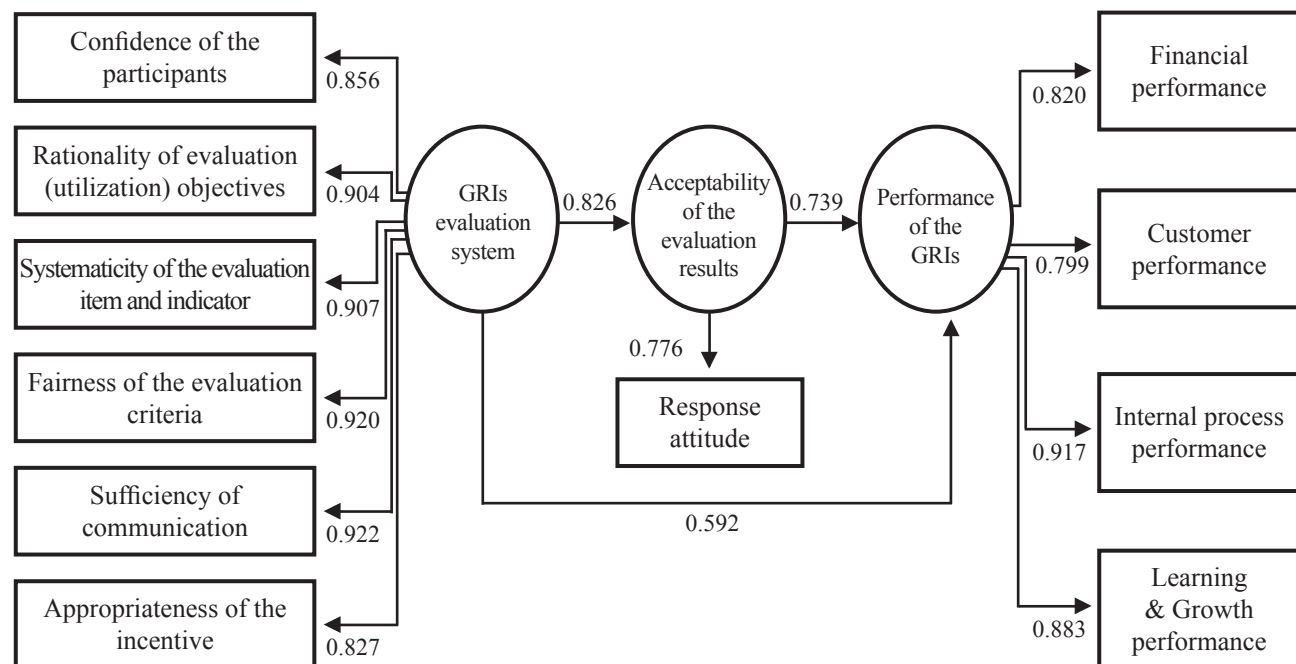 Confidence of the
participants
0.856
Rationality of evaluation
(utilization) objectives
0.904
Systematicity of the evaluation
item and indicator
0.907
Fairness of the evaluation
criteria
0.920
Sufficiency of
communication
0.922
Appropriateness of the
incentive
0.827
GRIs
evaluation
system
0.826
Acceptability
of the
evaluation
results
0.739
0.776
Response
attitude
0.592
Performance
of the
GRIs
Financial
performance
0.820
Customer
performance
0.799
Internal process
performance
0.917
Learning
& Growth
performance
0.883